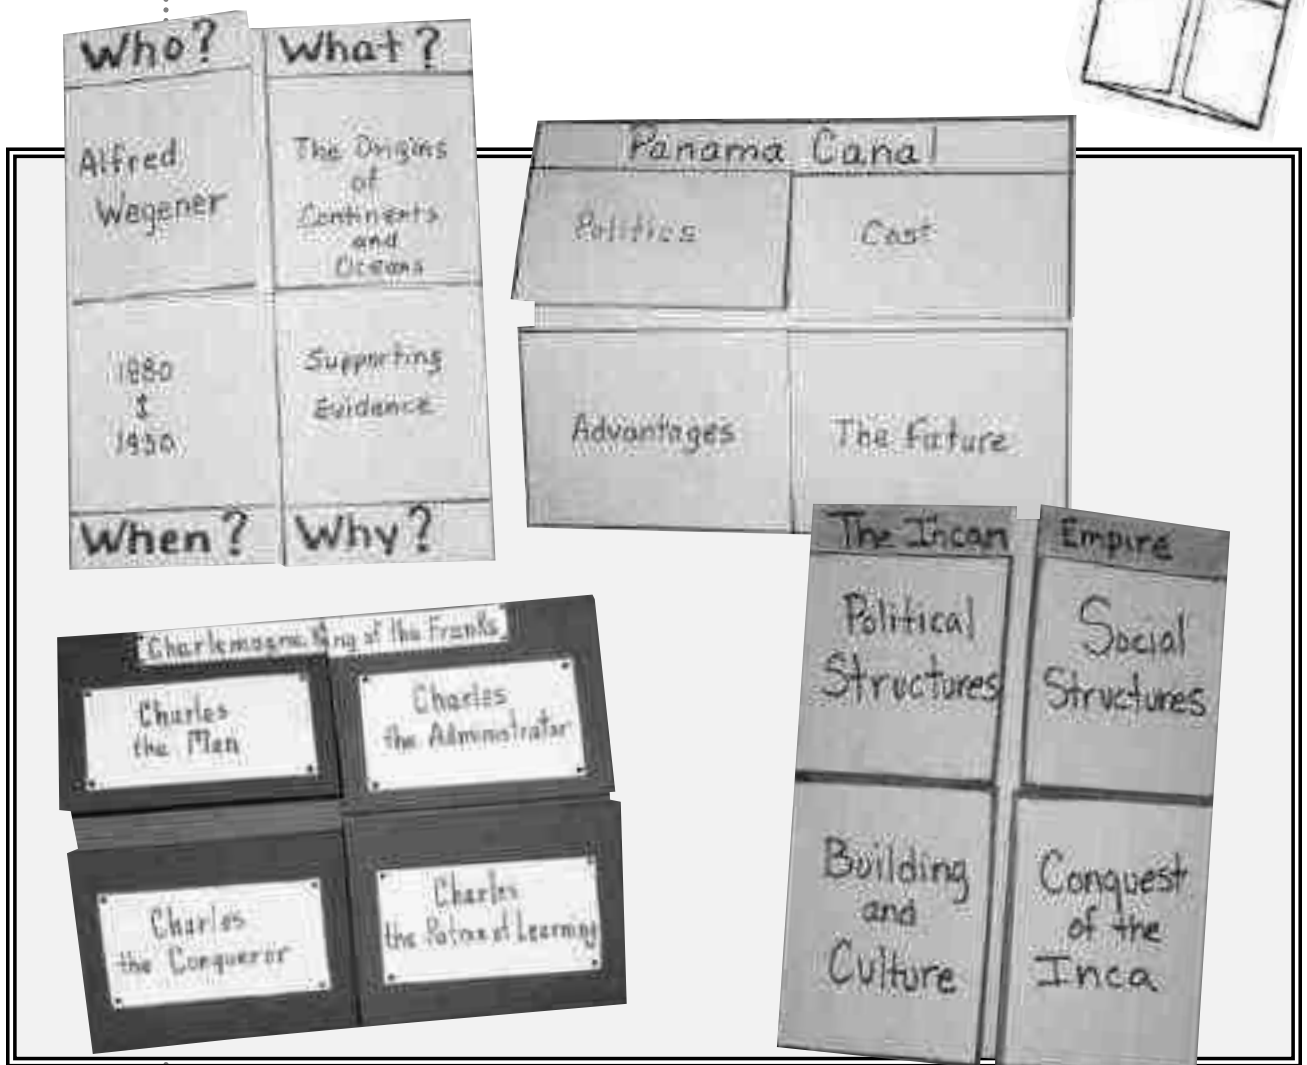 Who?
What?
Alfred
Wegener
The Origins
of
Continents
and
Oceans
1880
$
1930
Supporting
Evidence
When?
Why?
Panama Canal
Politics
Cost
Advantages
The Future
The Incan Empire
Political
Structures
Social
Structures
Building
and
Culture
Conquest
of the
Inca
Charlemagne King of the Franks
Charles
the Man
Charles
the Administrator
Charles
the Conqueror
Charles
the Patron of Learning